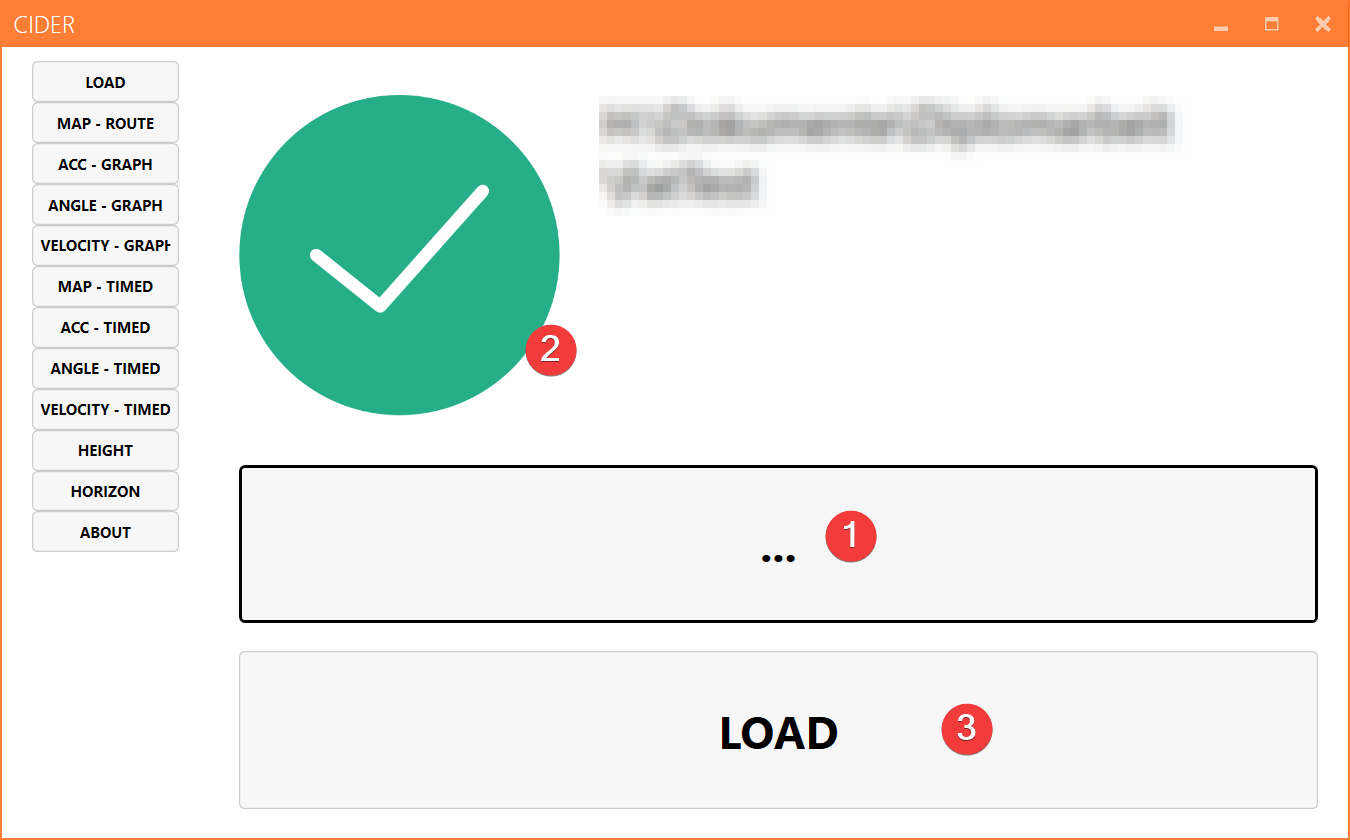 CIDER
LOAD
MAP - ROUTE
ACC - GRAPH
ANGLE - GRAPH
VELOCITY - GRAPH
MAP - TIMED
ACC - TIMED
ANGLE - TIMED
VELOCITY - TIMED
HEIGHT
HORIZON
ABOUT
2
... 1
LOAD 3